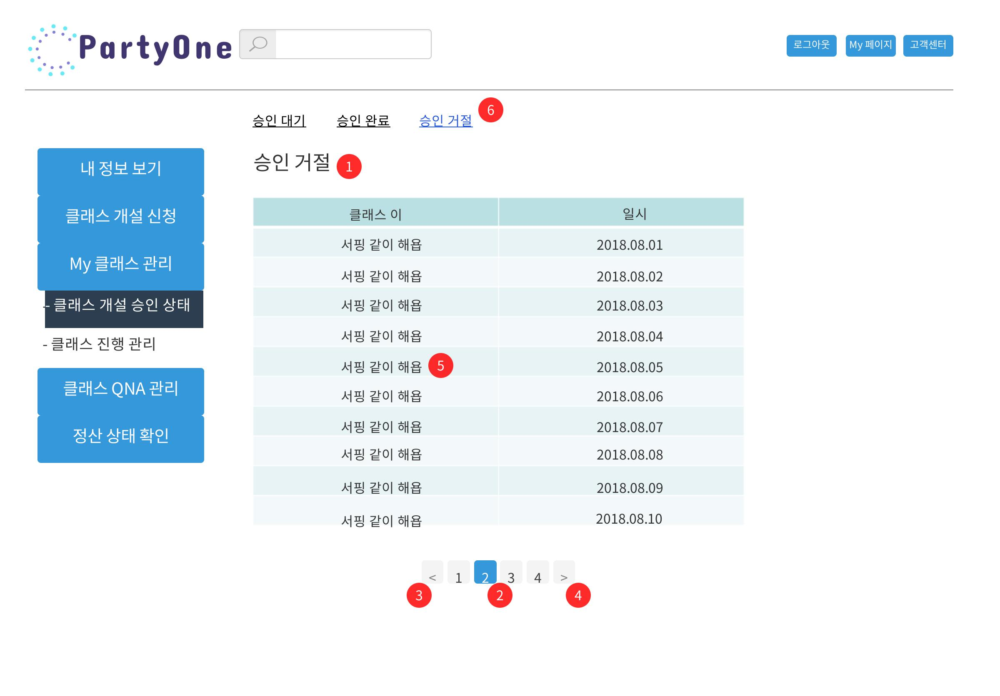 PartyOne
로그아웃 My 페이지 고객센터
승인 대기 승인 완료 승인 거절 6
승인 거절 1
내 정보 보기
클래스 개설 신청
My 클래스 관리
- 클래스 개설 승인 상태
- 클래스 진행 관리
클래스 QNA 관리
정산 상태 확인
클래스 이 일시
서핑 같이 해욥 2018.08.01
서핑 같이 해욥 2018.08.02
서핑 같이 해욥 2018.08.03
서핑 같이 해욥 2018.08.04
서핑 같이 해욥 5 2018.08.05
서핑 같이 해욥 2018.08.06
서핑 같이 해욥 2018.08.07
서핑 같이 해욥 2018.08.08
서핑 같이 해욥 2018.08.09
서핑 같이 해욥 2018.08.10
< 1 2 3 4 >
3 2 4